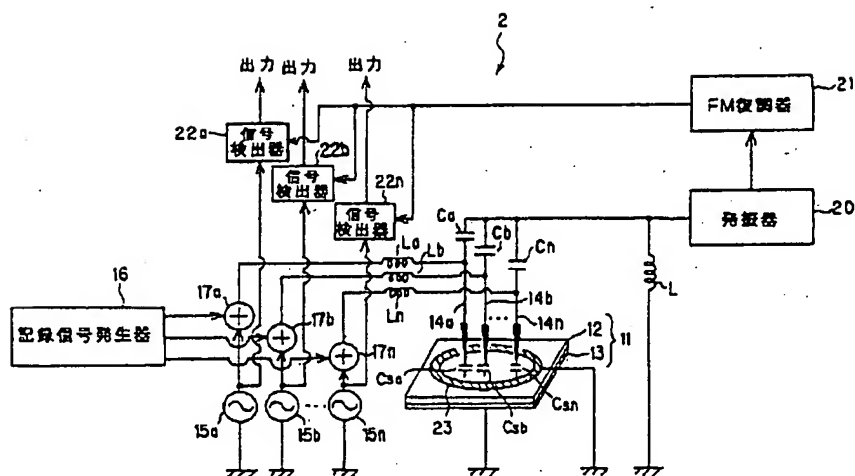 2
出力
出力
出力
21
FM復調器
22a
信号
検出器
22b
信号
検出器
22n
信号
検出器
発振器
20
Ca
Cb
Cn
La
Lb
Ln
L
16
記録信号発生器
17a
17b
17n
14a
14b
...
14n
12
13
11
Csa
Csb
Csn
23
15a
15b
...
15n